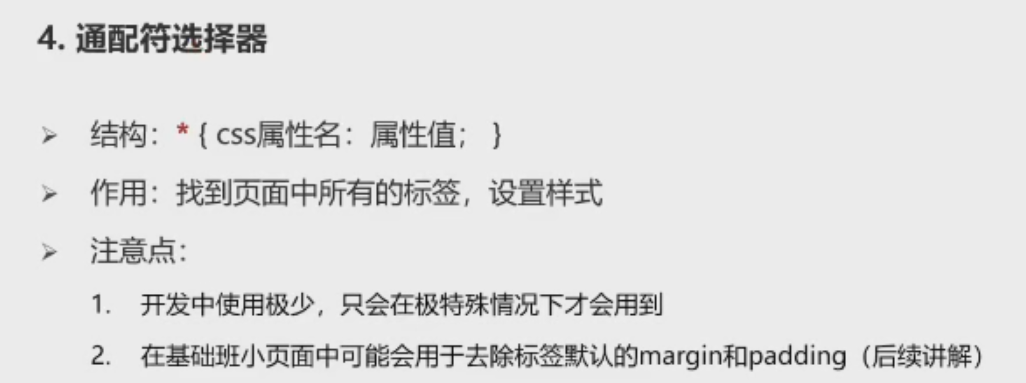 4. 通配符选择器
➢ 结构：* { css属性名：属性值； }
➢ 作用：找到页面中所有的标签，设置样式
➢ 注意点：
1. 开发中使用极少，只会在极特殊情况下才会用到
2. 在基础班小页面中可能会用于去除标签默认的margin和padding（后续讲解）